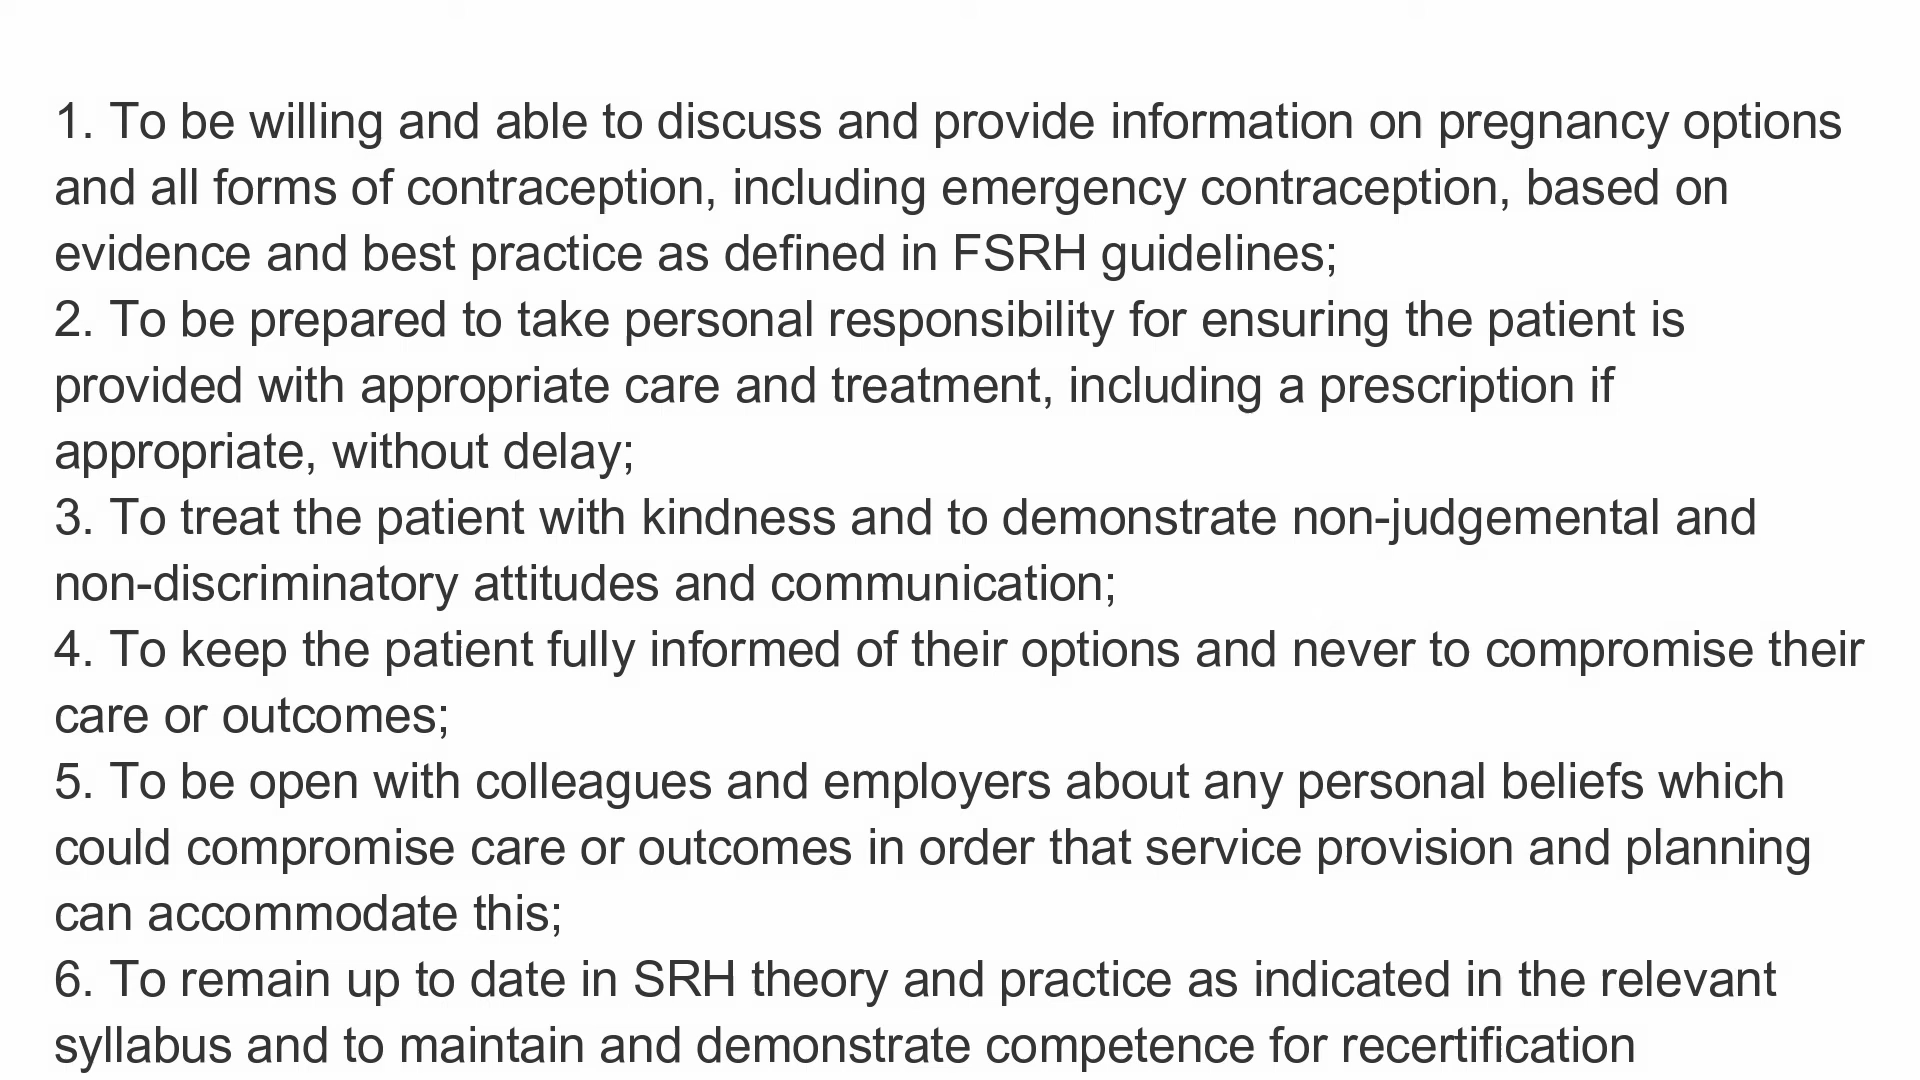 1. To be willing and able to discuss and provide information on pregnancy options
and all forms of contraception, including emergency contraception, based on
evidence and best practice as defined in FSRH guidelines;
2. To be prepared to take personal responsibility for ensuring the patient is
provided with appropriate care and treatment, including a prescription if
appropriate, without delay;
3. To treat the patient with kindness and to demonstrate non-judgemental and
non-discriminatory attitudes and communication;
4. To keep the patient fully informed of their options and never to compromise their
care or outcomes;
5. To be open with colleagues and employers about any personal beliefs which
could compromise care or outcomes in order that service provision and planning
can accommodate this;
6. To remain up to date in SRH theory and practice as indicated in the relevant
syllabus and to maintain and demonstrate competence for recertification